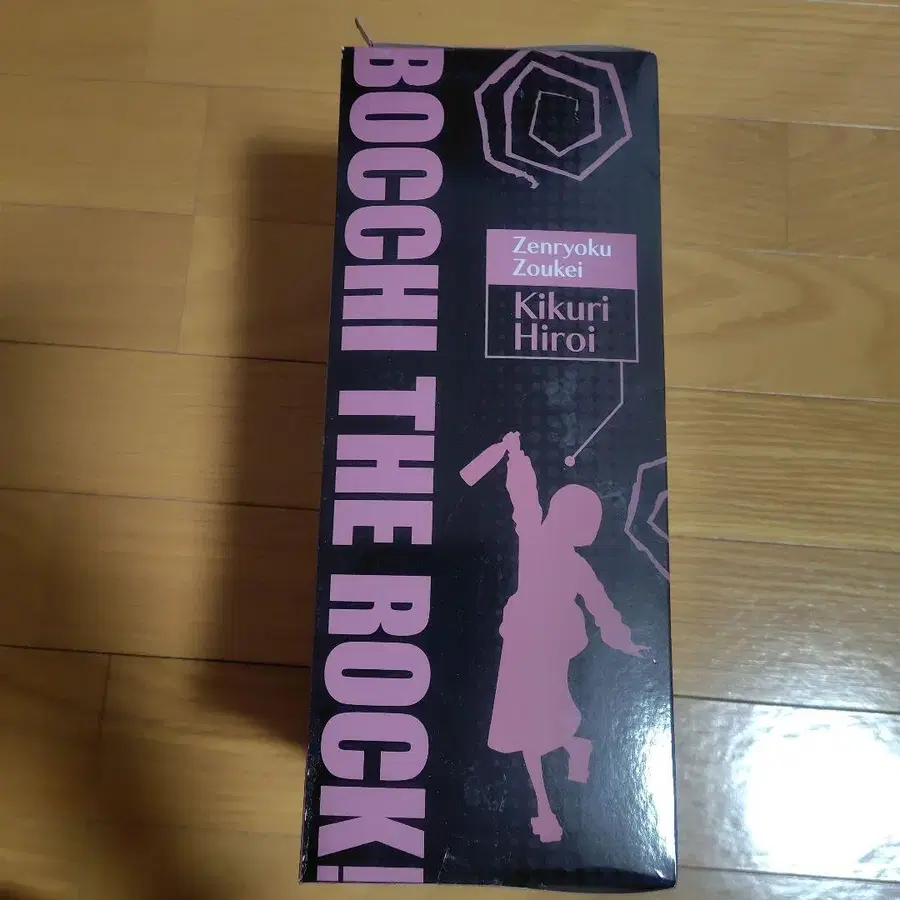 BOCCHI THE ROCK!
Zenryoku
Zoukei
Kikuri
Hiroi